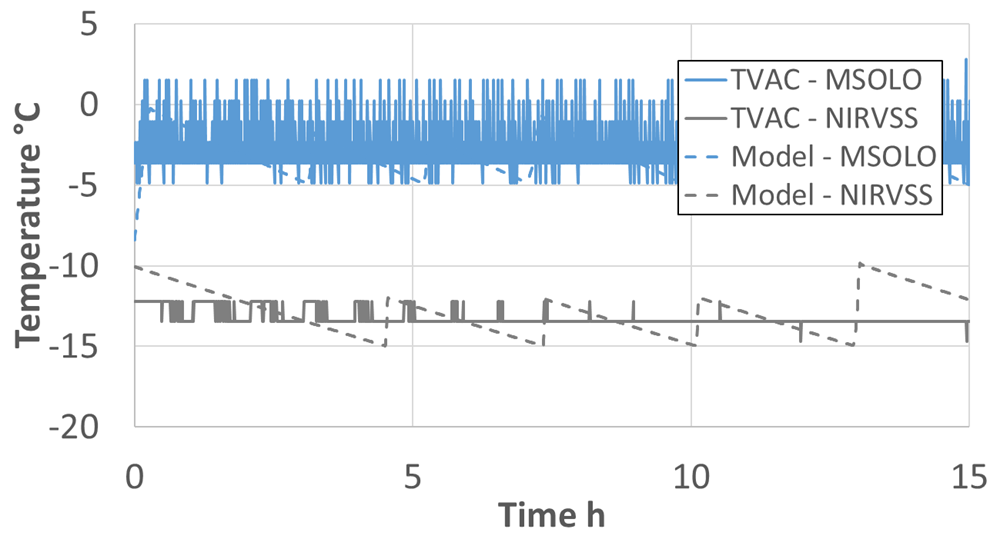 5
0
-5
-10
-15
-20
Temperature °C
TVAC - MSOLO
TVAC - NIRVSS
Model - MSOLO
Model - NIRVSS
0 5 10 15
Time h